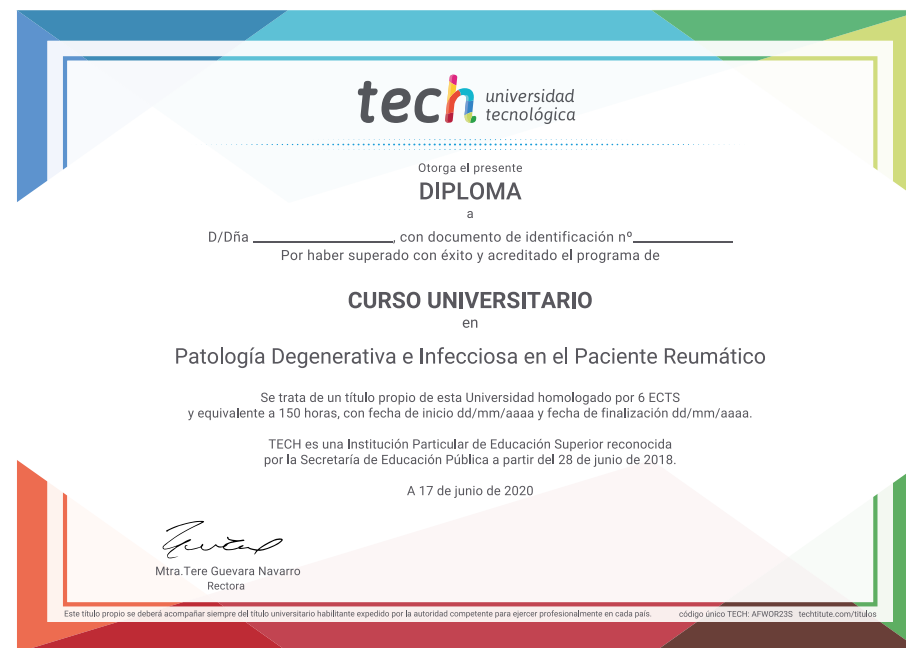 tech universidad
tecnológica
Otorga el presente
DIPLOMA
a
D/Dña ____________________, con documento de identificación nº______________
Por haber superado con éxito y acreditado el programa de
CURSO UNIVERSITARIO
en
Patología Degenerativa e Infecciosa en el Paciente Reumático
Se trata de un título propio de esta Universidad homologado por 6 ECTS
y equivalente a 150 horas, con fecha de inicio dd/mm/aaaa y fecha de finalización dd/mm/aaaa.
TECH es una Institución Particular de Educación Superior reconocida
por la Secretaría de Educación Pública a partir del 28 de junio de 2018.
A 17 de junio de 2020
Mtra.Tere Guevara Navarro
Rectora
Este título propio se deberá acompañar siempre del título universitario habilitante expedido por la autoridad competente para ejercer profesionalmente en cada país. código único TECH: AFWOR23S techtitute.com/titulos